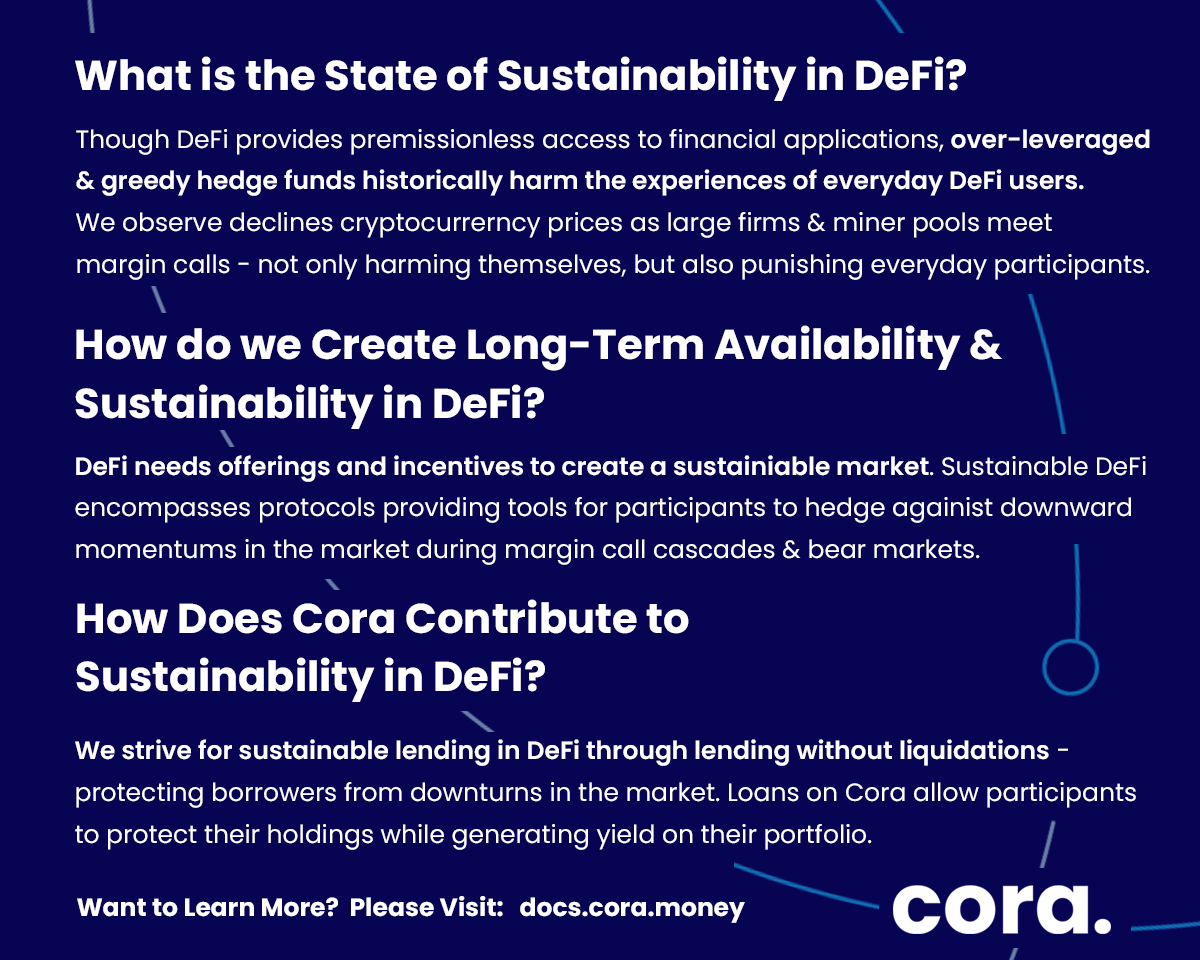 What is the State of Sustainability in DeFi?
Though DeFi provides premissionless access to financial applications, over-leveraged
& greedy hedge funds historically harm the experiences of everyday DeFi users.
We observe declines cryptocurrerncy prices as large firms & miner pools meet
margin calls - not only harming themselves, but also punishing everyday participants.
How do we Create Long-Term Availability &
Sustainability in DeFi?
DeFi needs offerings and incentives to create a sustainiable market. Sustainable DeFi
encompasses protocols providing tools for participants to hedge againist downward
momentums in the market during margin call cascades & bear markets.
How Does Cora Contribute to
Sustainability in DeFi?
We strive for sustainable lending in DeFi through lending without liquidations -
protecting borrowers from downturns in the market. Loans on Cora allow participants
to protect their holdings while generating yield on their portfolio.
Want to Learn More? Please Visit: docs.cora.money
cora.